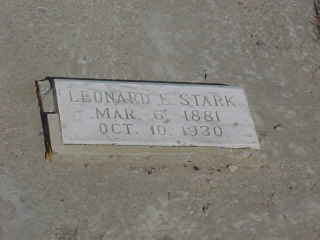 LEONARD E. STARK
MAR. 6, 1881
OCT. 10, 1930